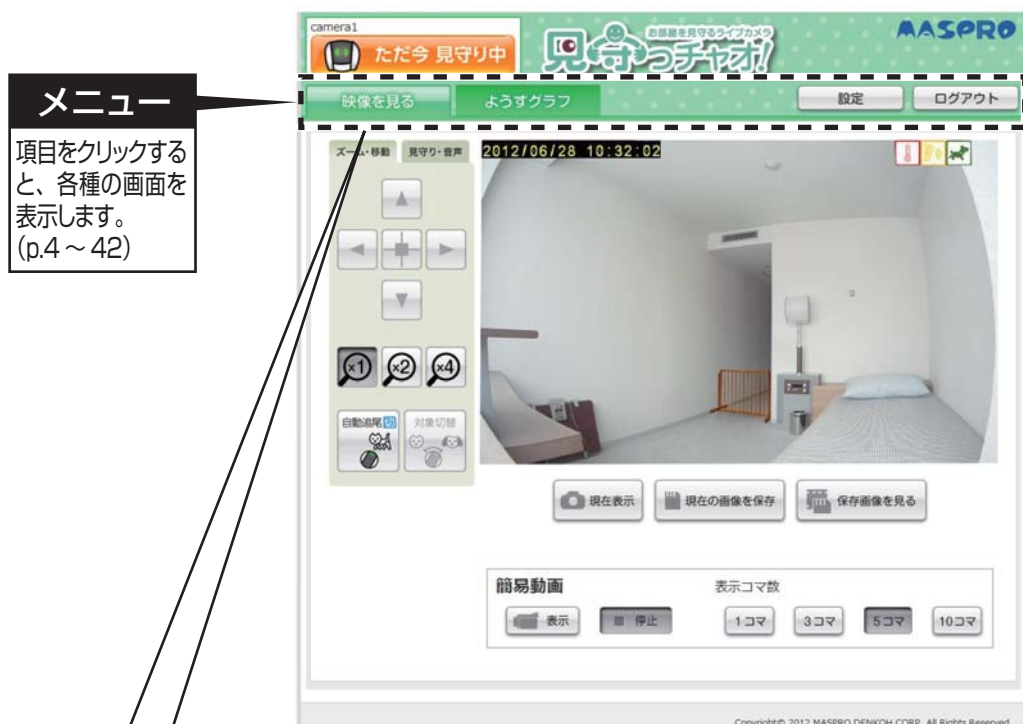 メニュー
項目をクリックする
と、各種の画面を
表示します。
(p.4～42)
camera1
ただ今 見守り中
お部屋を見守るライブカメラ
見守っチャオ!
MASPRO
映像を見る
ようすグラフ
設定
ログアウト
ズーム・移動
見守り・音声
2012/06/28 10:32:02
×1
×2
×4
自動追尾 切
対象切替
現在表示
現在の画像を保存
保存画像を見る
簡易動画
表示コマ数
表示
停止
1コマ
3コマ
5コマ
10コマ
Copyright© 2012 MASPRO DENKOH CORP. All Rights Reserved.